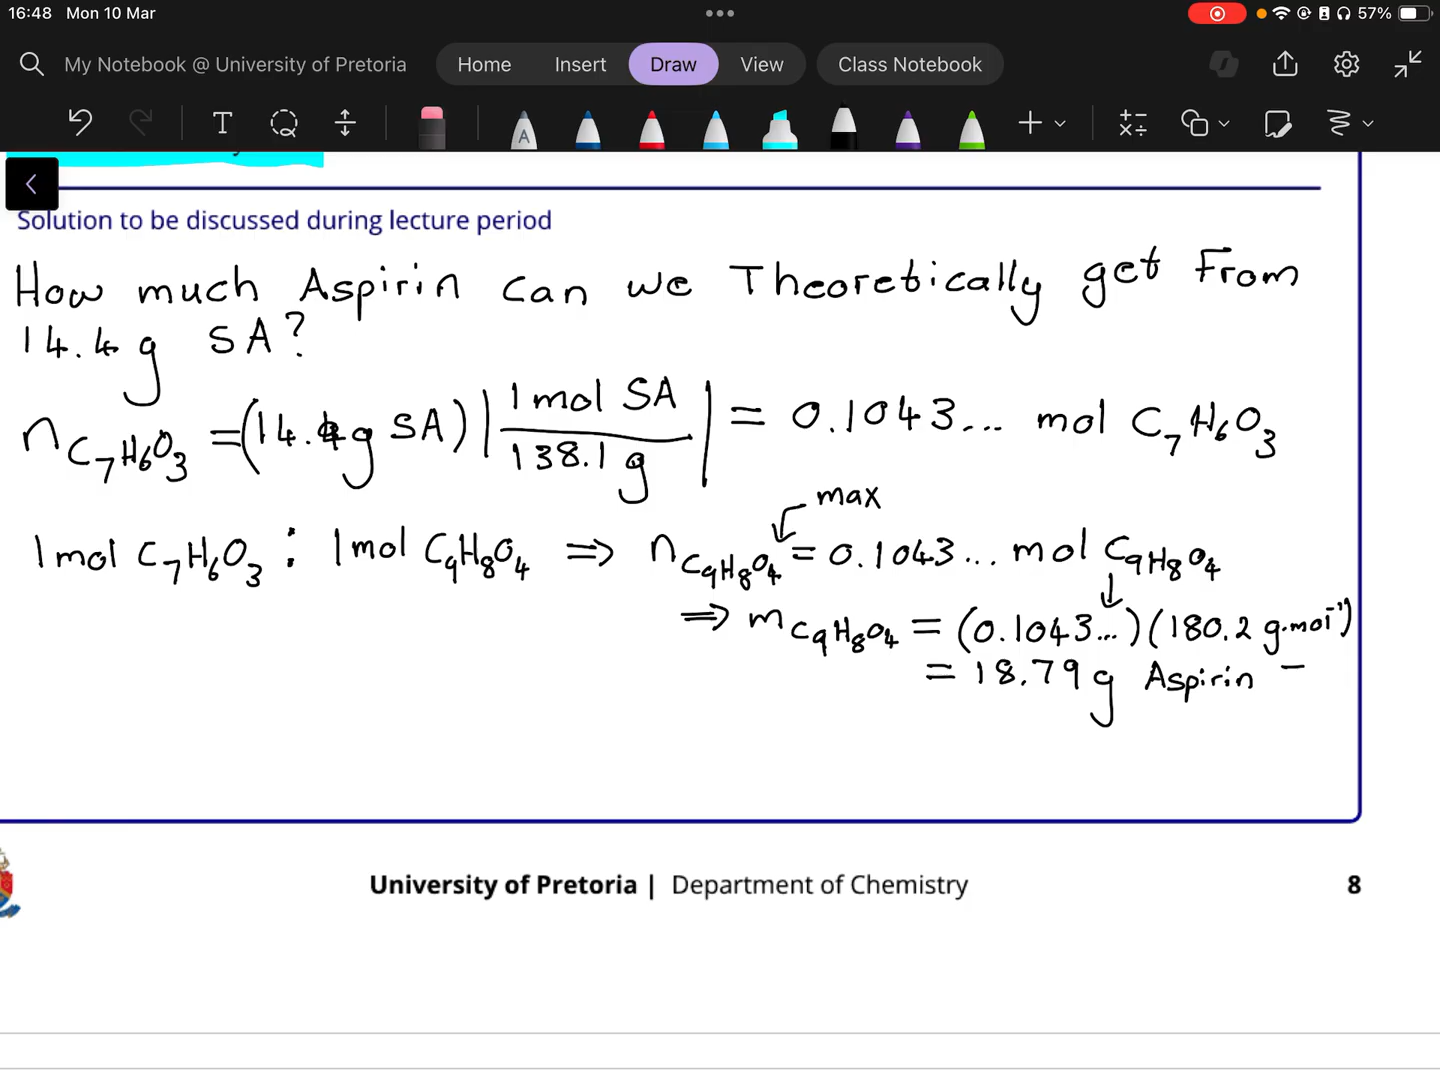 16:48 Mon 10 Mar
57%
My Notebook @ University of Pretoria Home Insert Draw View Class Notebook
T A
Solution to be discussed during lecture period
How much Aspirin can we Theoretically get From
14.4 g SA?
n C₇H₆O₃ = (14.4g SA) | 1 mol SA / 138.1 g | = 0.1043... mol C₇H₆O₃
max
1 mol C₇H₆O₃ : 1 mol C₉H₈O₄ ⇒ n C₉H₈O₄ = 0.1043... mol C₉H₈O₄
⇒ m C₉H₈O₄ = (0.1043...)(180.2 g·mol⁻¹)
= 18.79 g Aspirin –
University of Pretoria | Department of Chemistry 8